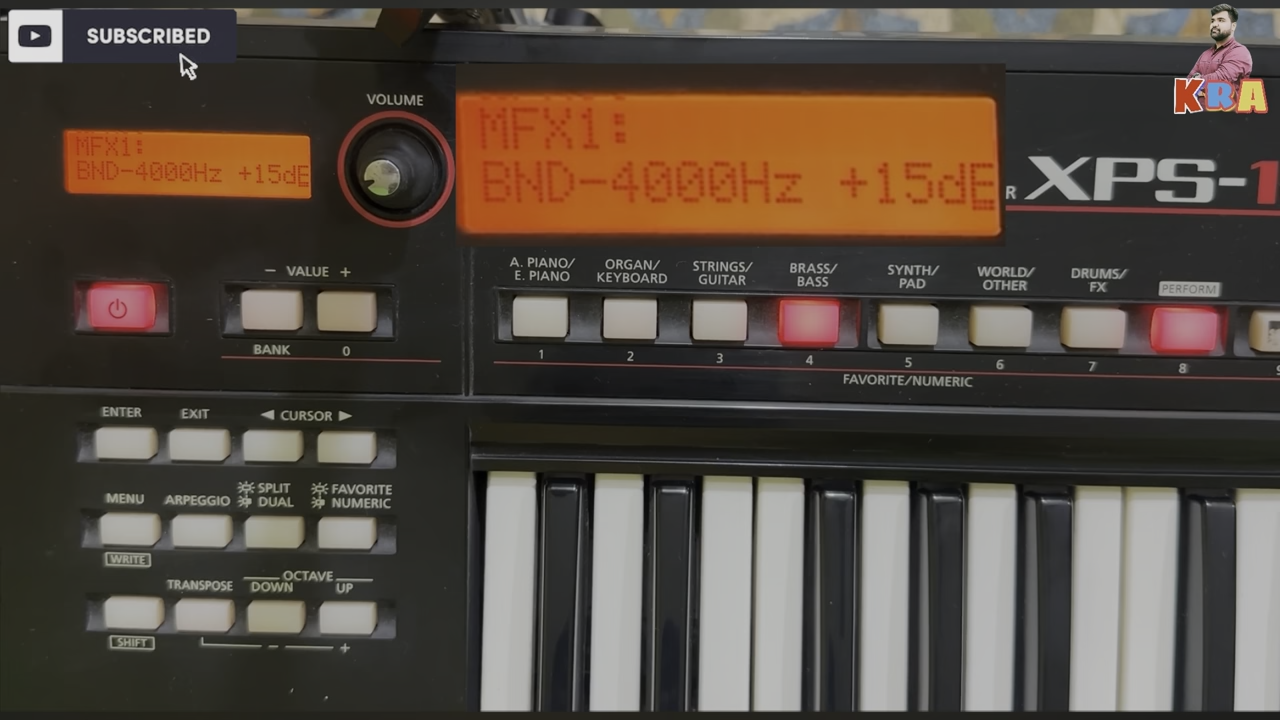 SUBSCRIBED
KRA
VOLUME
MFX1:
BND-4000Hz +15dE
MFX1:
BND-4000Hz +15dE
R XPS-1
- VALUE +
BANK 0
A. PIANO/
E. PIANO
ORGAN/
KEYBOARD
STRINGS/
GUITAR
BRASS/
BASS
SYNTH/
PAD
WORLD/
OTHER
DRUMS/
FX
PERFORM
1 2 3 4 5 6 7 8 9
FAVORITE/NUMERIC
ENTER EXIT ◄ CURSOR ►
MENU ARPEGGIO
SPLIT
DUAL
FAVORITE
NUMERIC
WRITE
OCTAVE
TRANSPOSE DOWN UP
SHIFT
- +